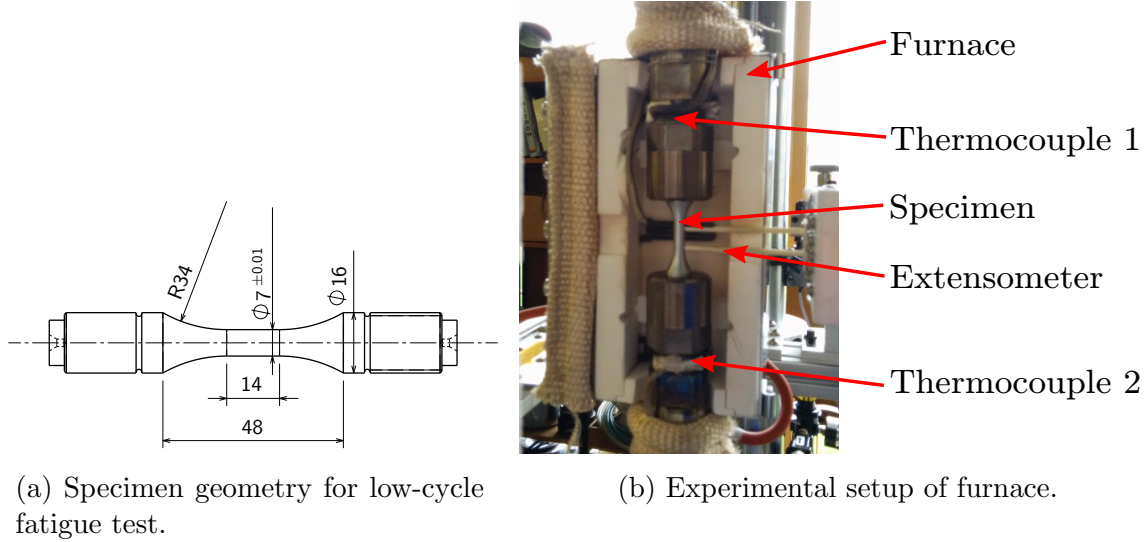 R34
Φ7 ±0.01
Φ16
14
48
Furnace
Thermocouple 1
Specimen
Extensometer
Thermocouple 2
(a) Specimen geometry for low-cycle
fatigue test.
(b) Experimental setup of furnace.